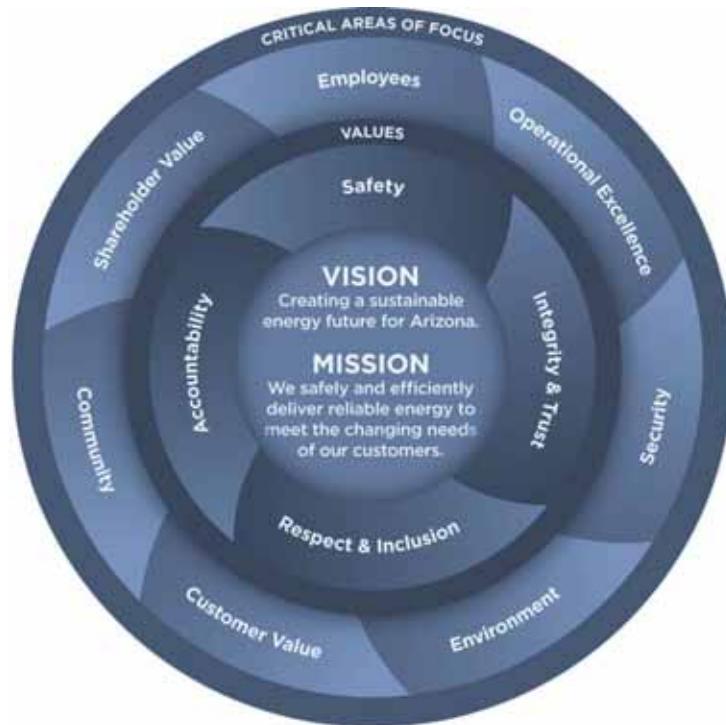 CRITICAL AREAS OF FOCUS
Employees
Operational Excellence
Security
Environment
Customer Value
Community
Shareholder Value
VALUES
Safety
Integrity & Trust
Respect & Inclusion
Accountability
VISION
Creating a sustainable
energy future for Arizona.
MISSION
We safely and efficiently
deliver reliable energy to
meet the changing needs
of our customers.